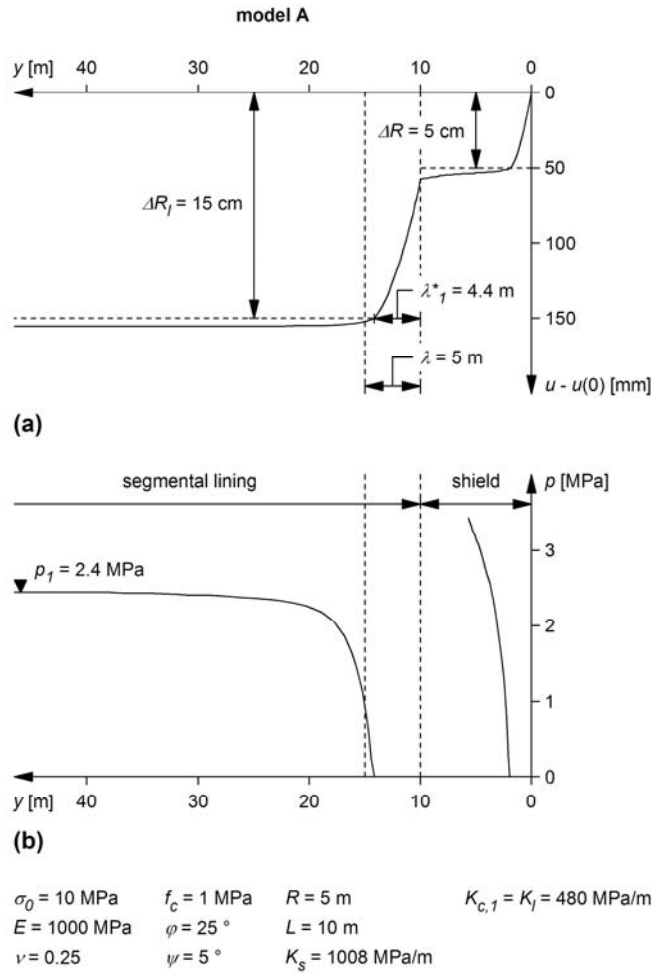 model A
y [m] 40 30 20 10 0
ΔR = 5 cm
50
ΔR_l = 15 cm
100
λ*_1 = 4.4 m
150
λ = 5 m
u - u(0) [mm]
(a)
segmental lining shield p [MPa]
3
p_1 = 2.4 MPa
2
1
0
y [m] 40 30 20 10 0
(b)
σ_0 = 10 MPa f_c = 1 MPa R = 5 m K_c,1 = K_l = 480 MPa/m
E = 1000 MPa φ = 25 ° L = 10 m
ν = 0.25 ψ = 5 ° K_s = 1008 MPa/m